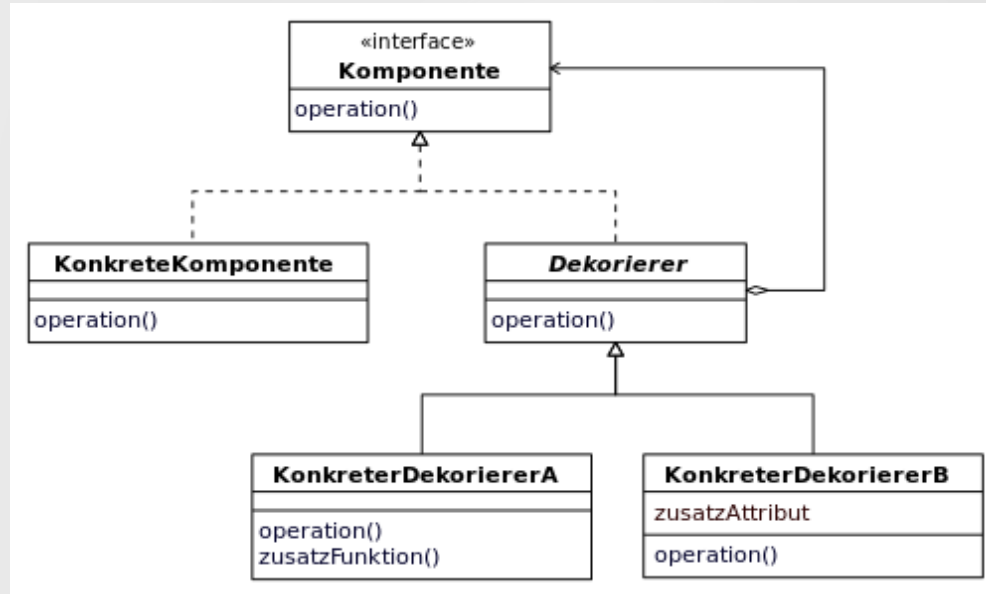 «interface»
Komponente
operation()
KonkreteKomponente
operation()
Dekorierer
operation()
KonkreterDekoriererA
operation()
zusatzFunktion()
KonkreterDekoriererB
zusatzAttribut
operation()